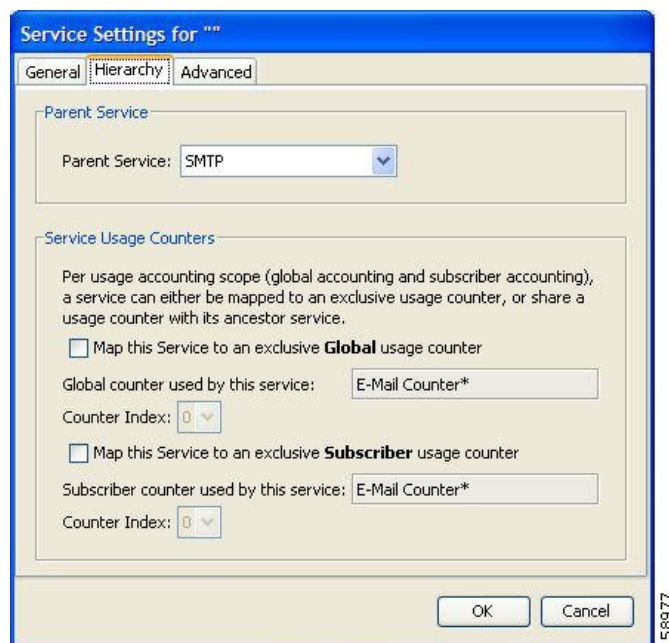 Service Settings for ""
General Hierarchy Advanced
Parent Service
Parent Service: SMTP
Service Usage Counters
Per usage accounting scope (global accounting and subscriber accounting),
a service can either be mapped to an exclusive usage counter, or share a
usage counter with its ancestor service.
Map this Service to an exclusive Global usage counter
Global counter used by this service: E-Mail Counter*
Counter Index: 0
Map this Service to an exclusive Subscriber usage counter
Subscriber counter used by this service: E-Mail Counter*
Counter Index: 0
OK Cancel